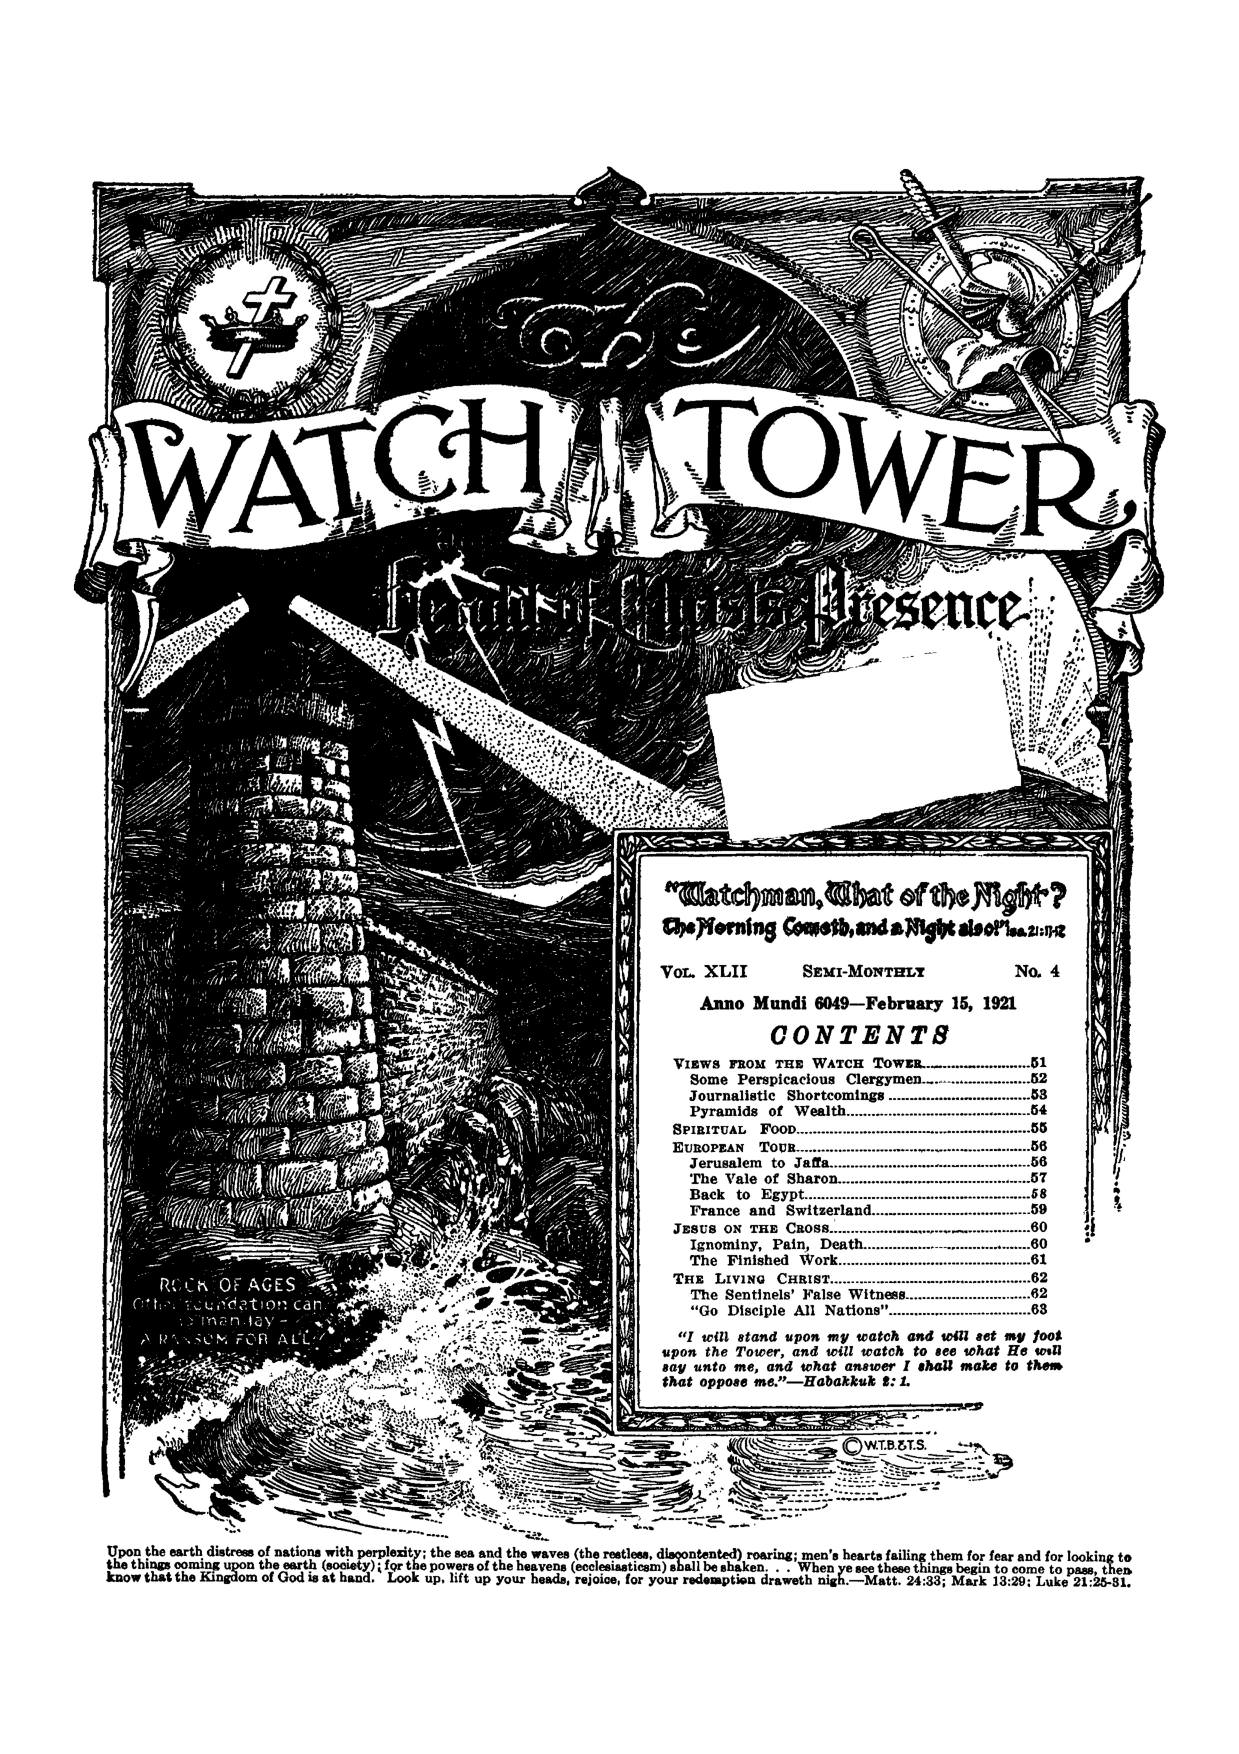 The
WATCH TOWER
Herald of Christ's Presence
"Watchman, What of the Night"?
The Morning Cometh, and a Night also!" Isa. 21:11-12
VOL. XLII SEMI-MONTHLY No. 4
Anno Mundi 6049—February 15, 1921
CONTENTS
VIEWS FROM THE WATCH TOWER 51
Some Perspicacious Clergymen 52
Journalistic Shortcomings 53
Pyramids of Wealth 54
SPIRITUAL FOOD 55
EUROPEAN TOUR 56
Jerusalem to Jaffa 56
The Vale of Sharon 57
Back to Egypt 58
France and Switzerland 59
JESUS ON THE CROSS 60
Ignominy, Pain, Death 60
The Finished Work 61
THE LIVING CHRIST 62
The Sentinels' False Witness 62
"Go Disciple All Nations" 63
"I will stand upon my watch and will set my foot
upon the Tower, and will watch to see what He will
say unto me, and what answer I shall make to them
that oppose me."—Habakkuk 2:1.
ROCK OF AGES
Other foundation can
no man lay -
A RANSOM FOR ALL
©W.T.B.&T.S.
Upon the earth distress of nations with perplexity; the sea and the waves (the restless, discontented) roaring; men's hearts failing them for fear and for looking to
the things coming upon the earth (society); for the powers of the heavens (ecclesiasticsm) shall be shaken. . . When ye see these things begin to come to pass, then
know that the Kingdom of God is at hand. Look up, lift up your heads, rejoice, for your redemption draweth nigh.—Matt. 24:33; Mark 13:29; Luke 21:25-31.